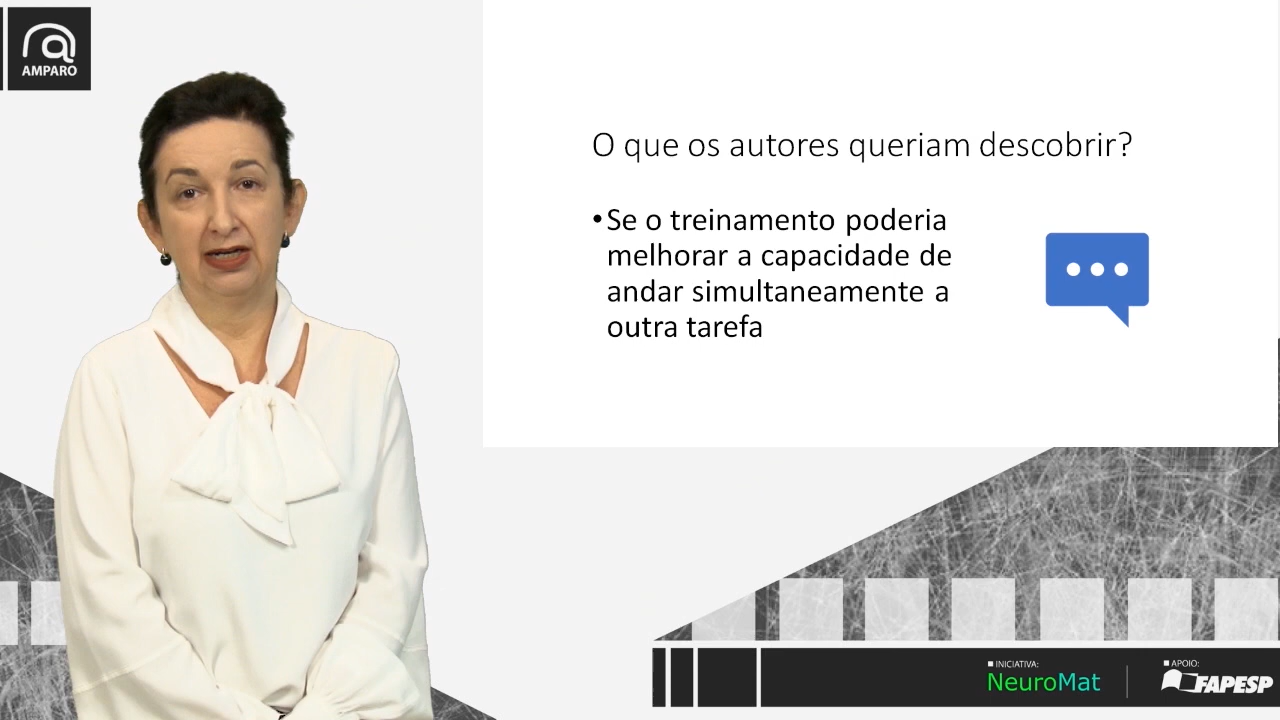 AMPARO
O que os autores queriam descobrir?
•Se o treinamento poderia
melhorar a capacidade de
andar simultaneamente a
outra tarefa
INICIATIVA:
NeuroMat
APOIO:
FAPESP